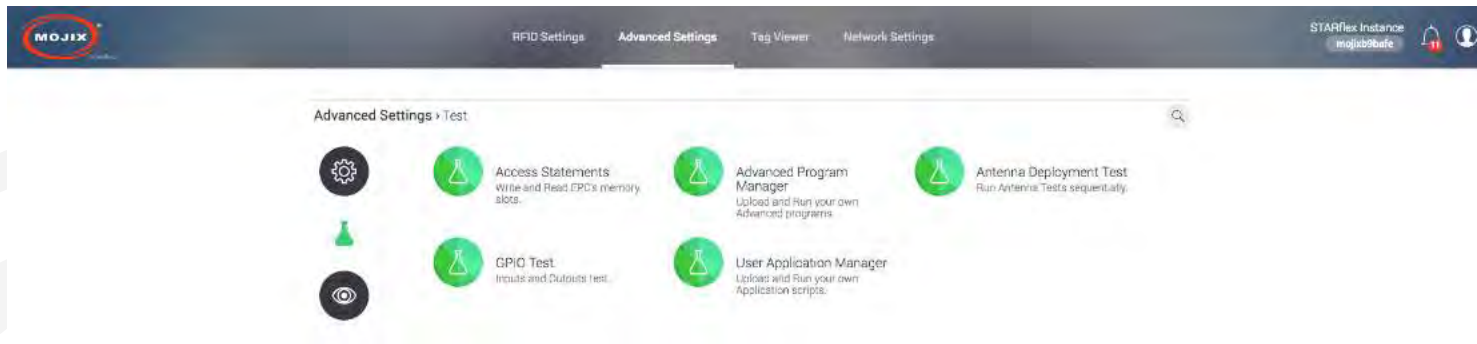 MOJIX
RFID Settings
Advanced Settings
Tag Viewer
Network Settings
STARflex Instance
mojixb9bafe
11
Advanced Settings › Test
Access Statements
Write and Read EPC's memory
slots.
Advanced Program
Manager
Upload and Run your own
Advanced programs.
Antenna Deployment Test
Run Antenna Tests sequentially.
GPIO Test
Inputs and Outputs test.
User Application Manager
Upload and Run your own
Application scripts.